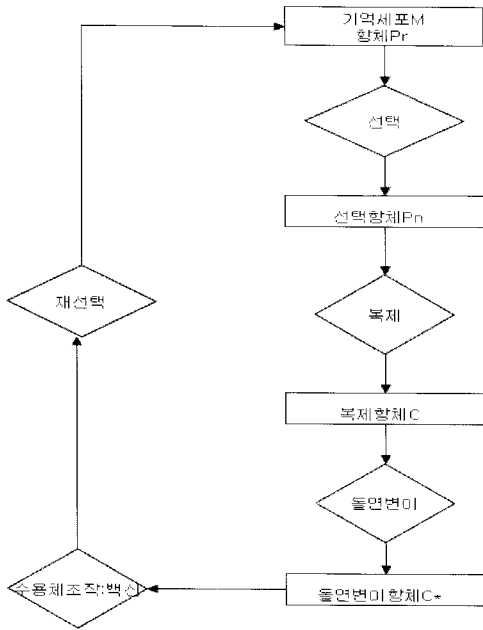 기억세포M
항체Pr
선택
선택항체Pn
복제
복제항체C
돌연변이
돌연변이항체C*
수용체조작:백신
재선택